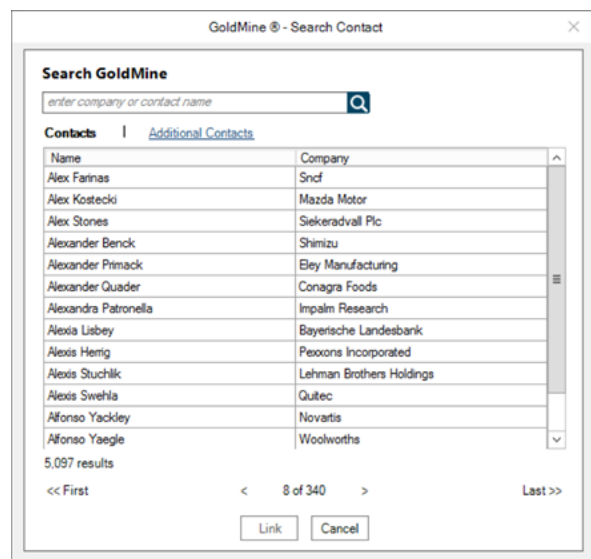 GoldMine ® - Search Contact
Search GoldMine
enter company or contact name
Contacts | Additional Contacts
Name Company
Alex Farinas Sncf
Alex Kostecki Mazda Motor
Alex Stones Siekeradvall Plc
Alexander Benck Shimizu
Alexander Primack Eley Manufacturing
Alexander Quader Conagra Foods
Alexandra Patronella Impalm Research
Alexia Lisbey Bayerische Landesbank
Alexis Herrig Pexxons Incorporated
Alexis Stuchlik Lehman Brothers Holdings
Alexis Swehla Quitec
Alfonso Yackley Novartis
Alfonso Yaegle Woolworths
5,097 results
<< First < 8 of 340 > Last >>
Link Cancel